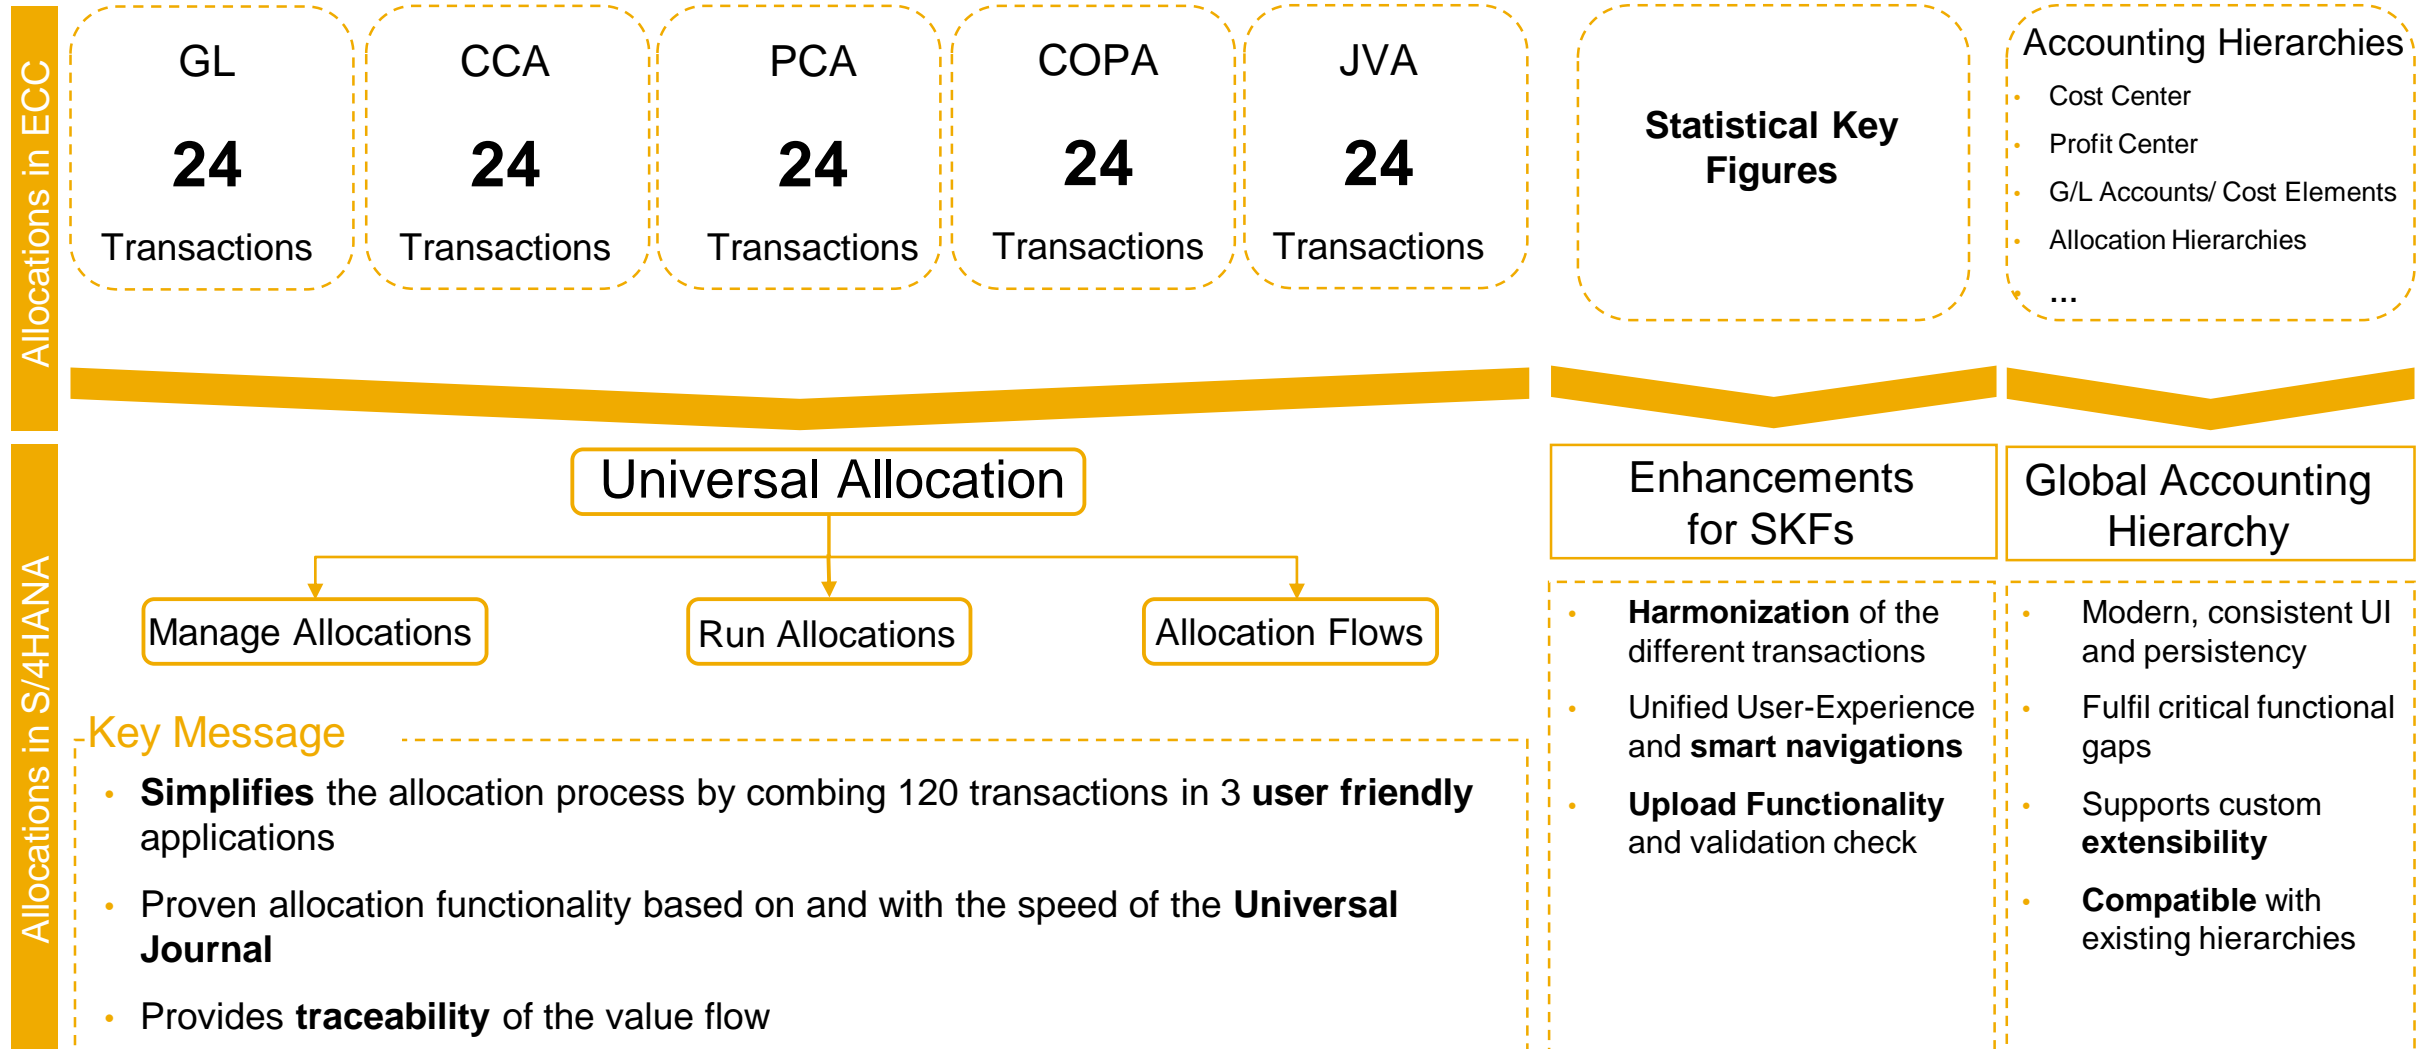 Allocations in ECC
GL
24
Transactions
CCA
24
Transactions
PCA
24
Transactions
COPA
24
Transactions
JVA
24
Transactions
Statistical Key
Figures
Accounting Hierarchies
• Cost Center
• Profit Center
• G/L Accounts/ Cost Elements
• Allocation Hierarchies
• ...
Allocations in S/4HANA
Universal Allocation
Manage Allocations
Run Allocations
Allocation Flows
Key Message
• Simplifies the allocation process by combing 120 transactions in 3 user friendly
applications
• Proven allocation functionality based on and with the speed of the Universal
Journal
• Provides traceability of the value flow
Enhancements
for SKFs
• Harmonization of the
different transactions
• Unified User-Experience
and smart navigations
• Upload Functionality
and validation check
Global Accounting
Hierarchy
• Modern, consistent UI
and persistency
• Fulfil critical functional
gaps
• Supports custom
extensibility
• Compatible with
existing hierarchies